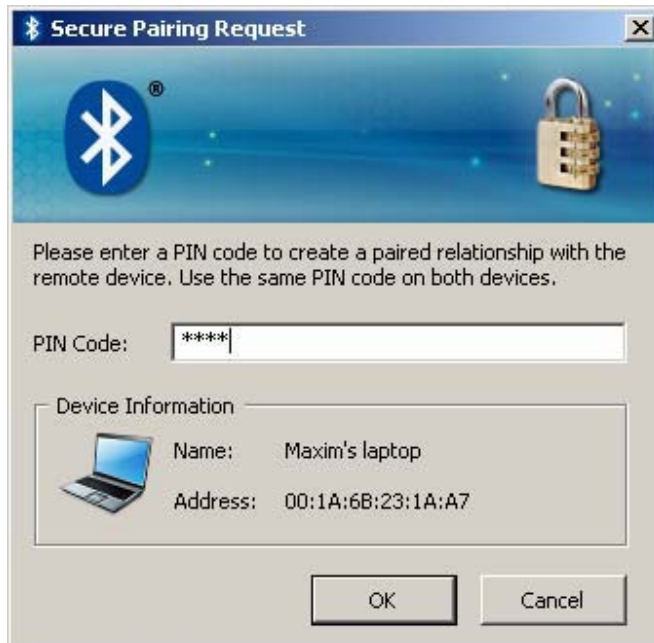 Secure Pairing Request
®
Please enter a PIN code to create a paired relationship with the
remote device. Use the same PIN code on both devices.
PIN Code: ****
Device Information
Name: Maxim's laptop
Address: 00:1A:6B:23:1A:A7
OK Cancel